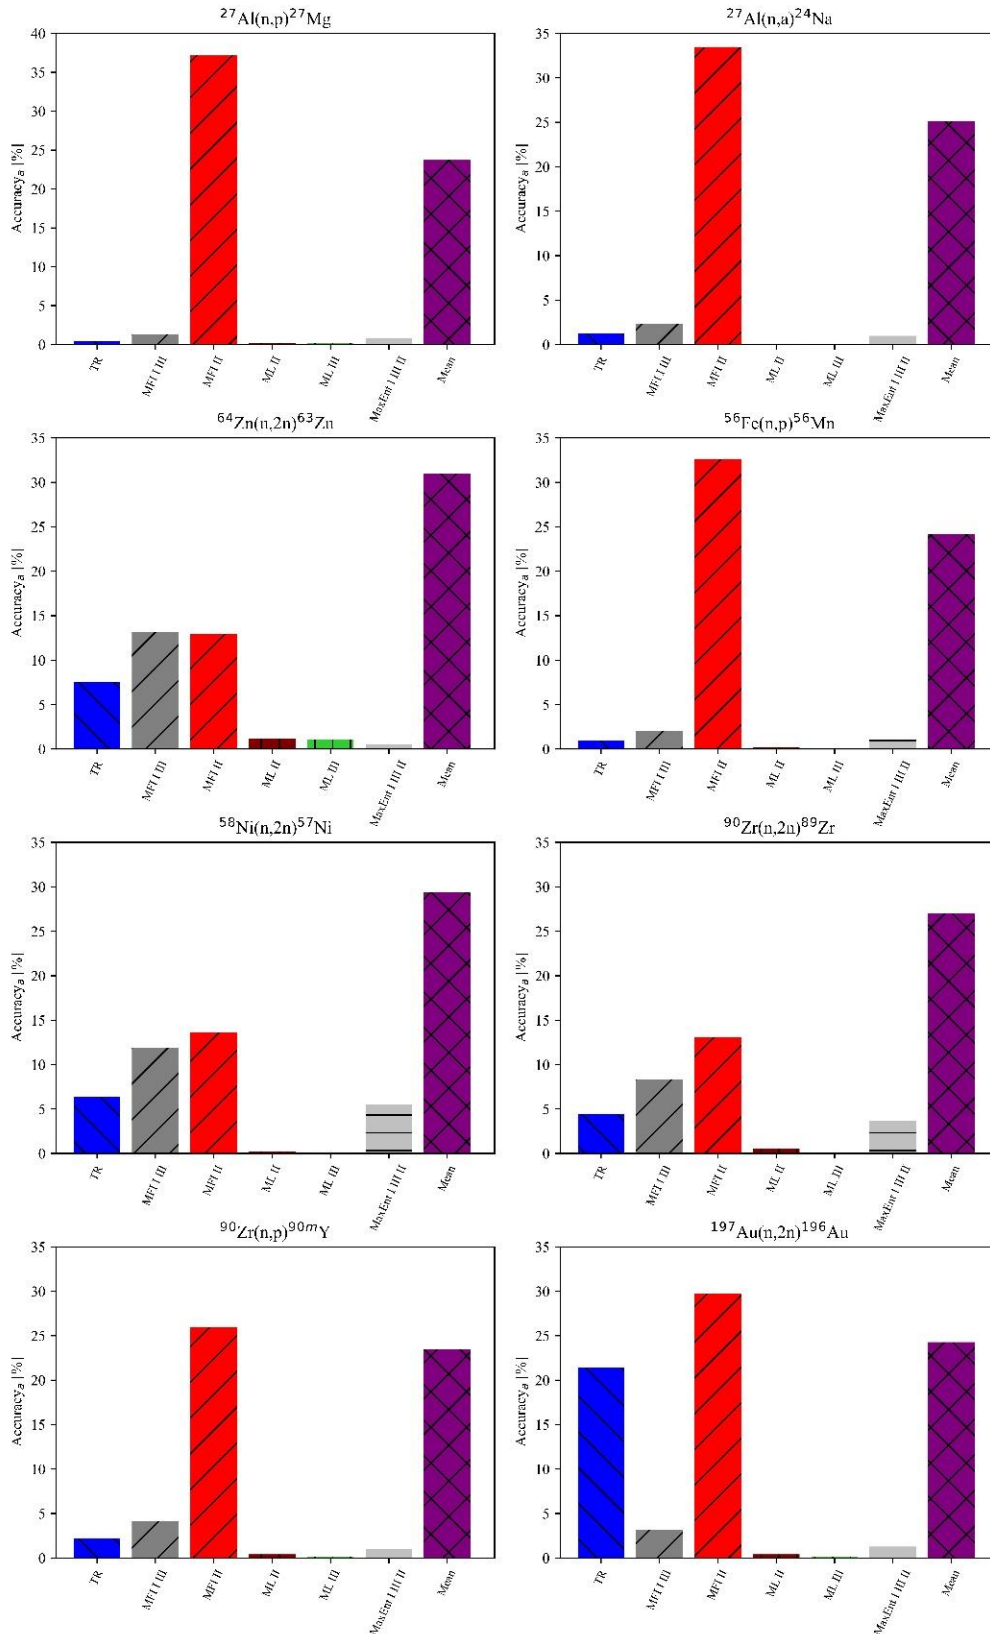 ²⁷Al(n,p)²⁷Mg
Accuracyₐ [%]
40
35
30
25
20
15
10
5
0
TR
MFI I III
MFI II
ML II
ML III
MaxEnt I III II
Mean
²⁷Al(n,a)²⁴Na
Accuracyₐ [%]
35
30
25
20
15
10
5
0
TR
MFI I III
MFI II
ML II
ML III
MaxEnt I III II
Mean
⁶⁴Zn(n,2n)⁶³Zn
Accuracyₐ [%]
35
30
25
20
15
10
5
0
TR
MFI I III
MFI II
ML II
ML III
MaxEnt I III II
Mean
⁵⁶Fe(n,p)⁵⁶Mn
Accuracyₐ [%]
35
30
25
20
15
10
5
0
TR
MFI I III
MFI II
ML II
ML III
MaxEnt I III II
Mean
⁵⁸Ni(n,2n)⁵⁷Ni
Accuracyₐ [%]
35
30
25
20
15
10
5
0
TR
MFI I III
MFI II
ML II
ML III
MaxEnt I III II
Mean
⁹⁰Zr(n,2n)⁸⁹Zr
Accuracyₐ [%]
35
30
25
20
15
10
5
0
TR
MFI I III
MFI II
ML II
ML III
MaxEnt I III II
Mean
⁹⁰Zr(n,p)⁹⁰ᵐY
Accuracyₐ [%]
35
30
25
20
15
10
5
0
TR
MFI I III
MFI II
ML II
ML III
MaxEnt I III II
Mean
¹⁹⁷Au(n,2n)¹⁹⁶Au
Accuracyₐ [%]
35
30
25
20
15
10
5
0
TR
MFI I III
MFI II
ML II
ML III
MaxEnt I III II
Mean